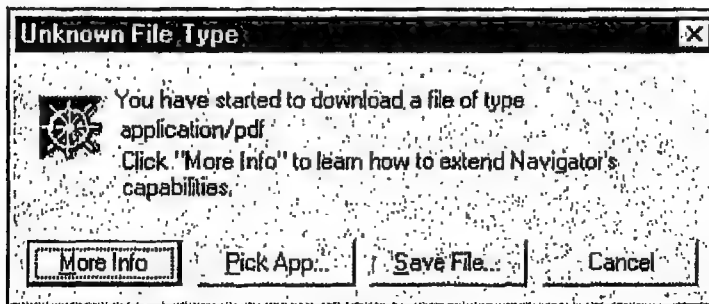 Unknown File Type
You have started to download a file of type
application/pdf
Click "More Info" to learn how to extend Navigator's
capabilities.
More Info Pick App... Save File... Cancel